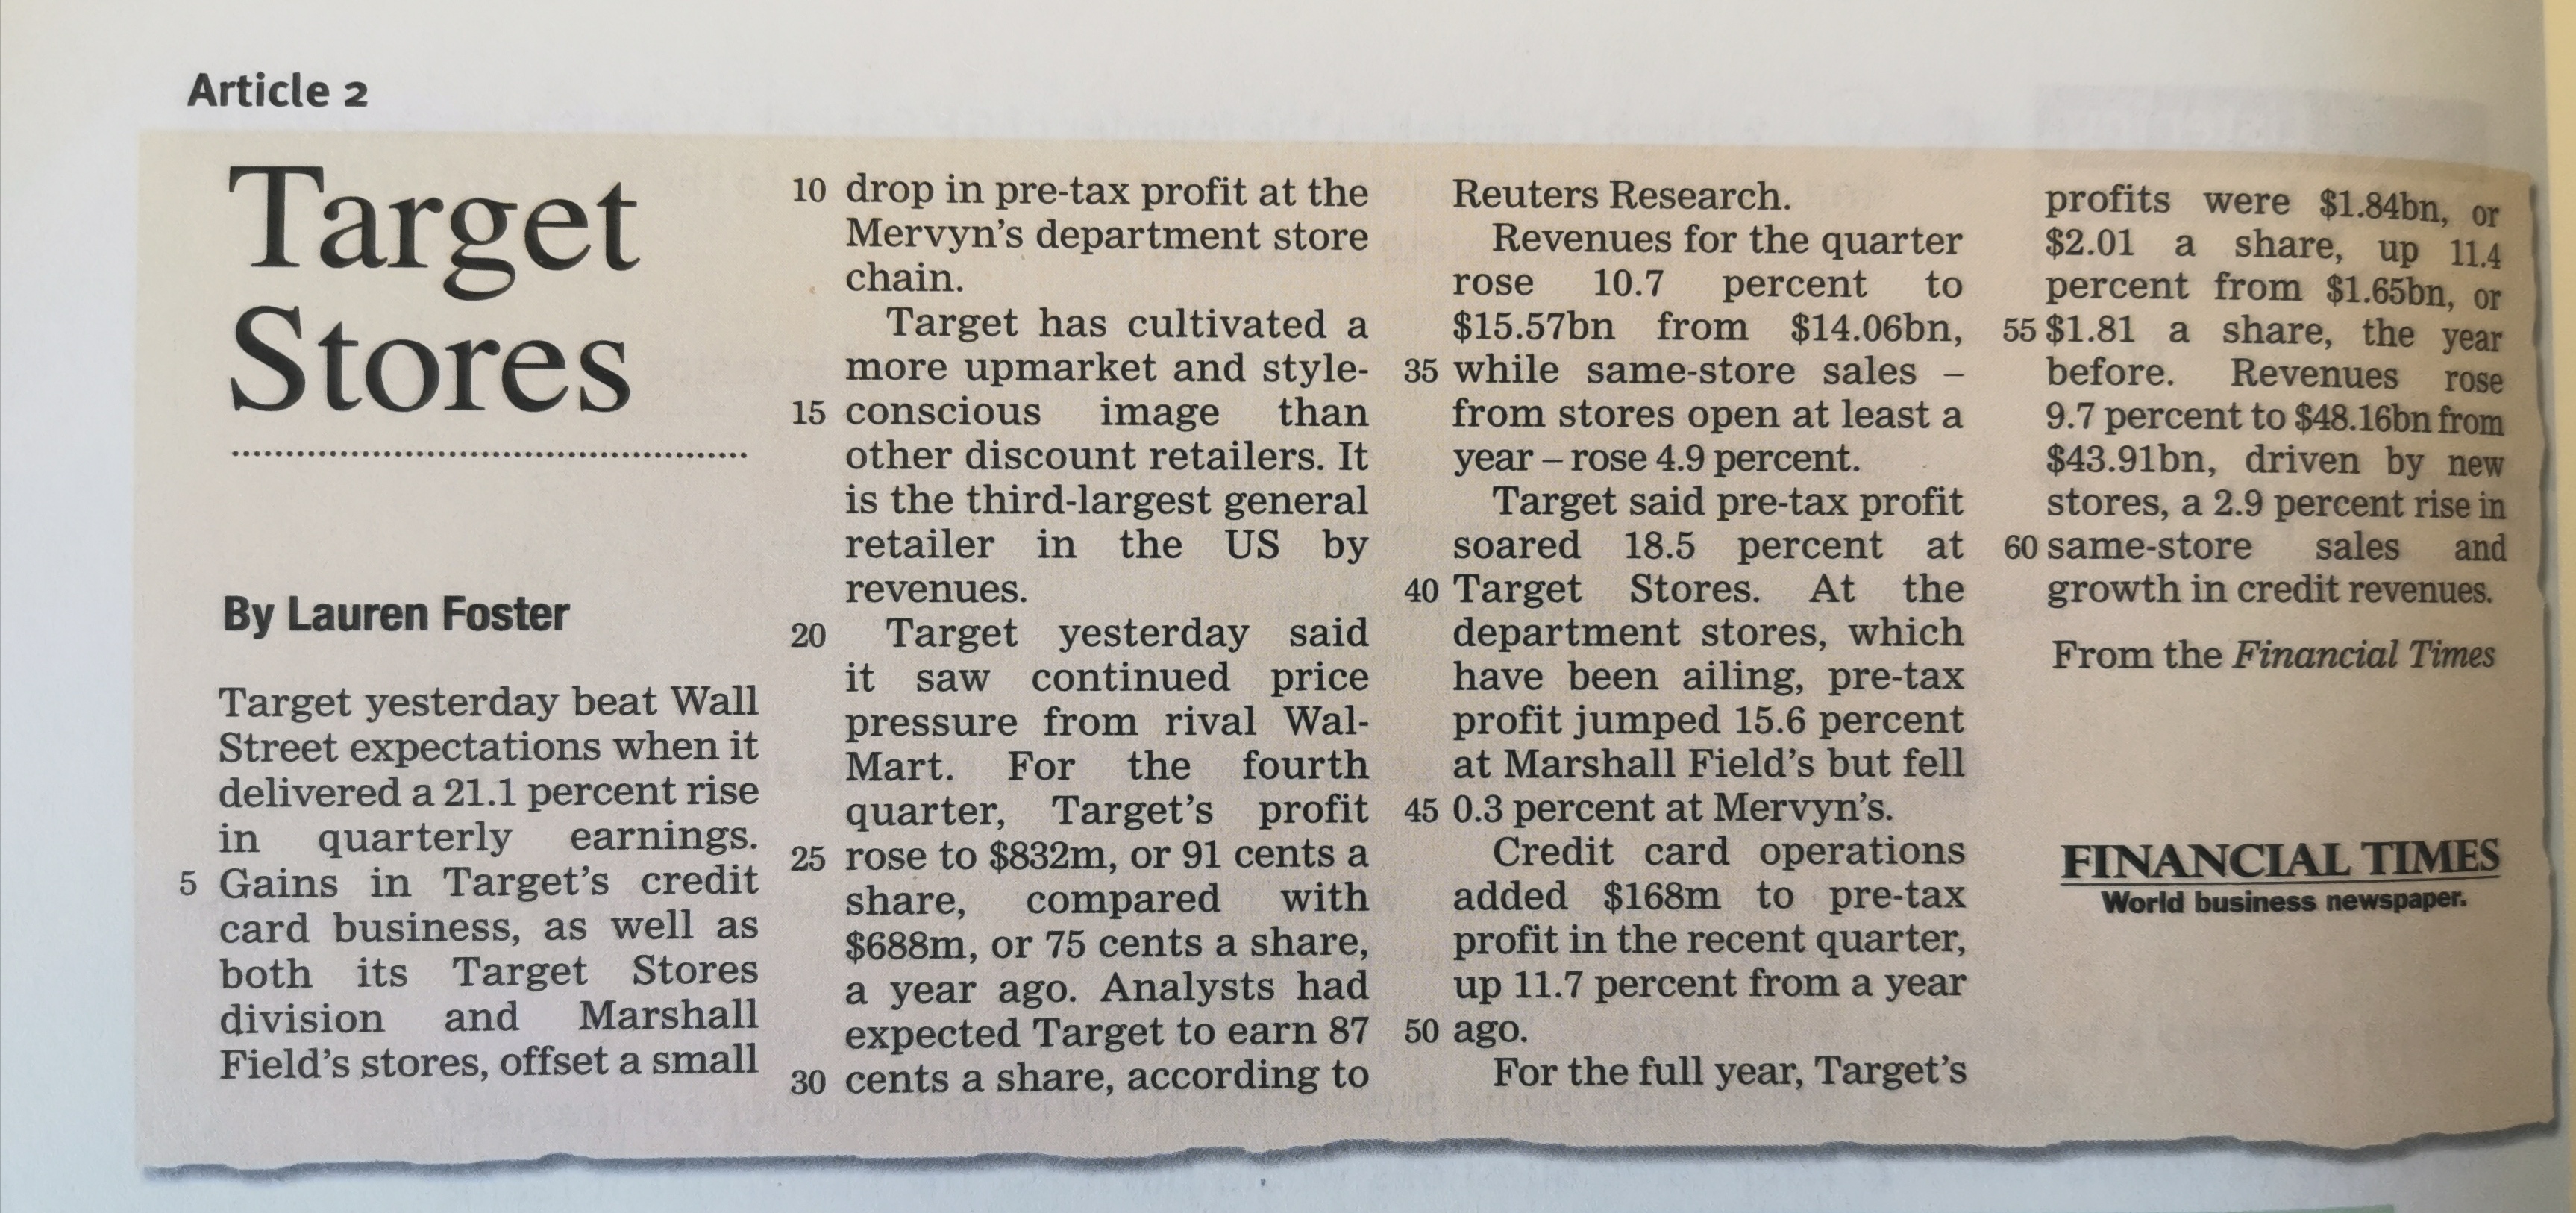 Article 2
Target
Stores
By Lauren Foster
Target yesterday beat Wall
Street expectations when it
delivered a 21.1 percent rise
in quarterly earnings.
5 Gains in Target's credit
card business, as well as
both its Target Stores
division and Marshall
Field's stores, offset a small
10 drop in pre-tax profit at the
Mervyn's department store
chain.
Target has cultivated a
more upmarket and style-
15 conscious image than
other discount retailers. It
is the third-largest general
retailer in the US by
revenues.
20 Target yesterday said
it saw continued price
pressure from rival Wal-
Mart. For the fourth
quarter, Target's profit
25 rose to $832m, or 91 cents a
share, compared with
$688m, or 75 cents a share,
a year ago. Analysts had
expected Target to earn 87
30 cents a share, according to
Reuters Research.
Revenues for the quarter
rose 10.7 percent to
$15.57bn from $14.06bn,
35 while same-store sales –
from stores open at least a
year – rose 4.9 percent.
Target said pre-tax profit
soared 18.5 percent at
40 Target Stores. At the
department stores, which
have been ailing, pre-tax
profit jumped 15.6 percent
at Marshall Field's but fell
45 0.3 percent at Mervyn's.
Credit card operations
added $168m to pre-tax
profit in the recent quarter,
up 11.7 percent from a year
50 ago.
For the full year, Target's
profits were $1.84bn, or
$2.01 a share, up 11.4
percent from $1.65bn, or
55 $1.81 a share, the year
before. Revenues rose
9.7 percent to $48.16bn from
$43.91bn, driven by new
stores, a 2.9 percent rise in
60 same-store sales and
growth in credit revenues.
From the Financial Times
FINANCIAL TIMES
World business newspaper.